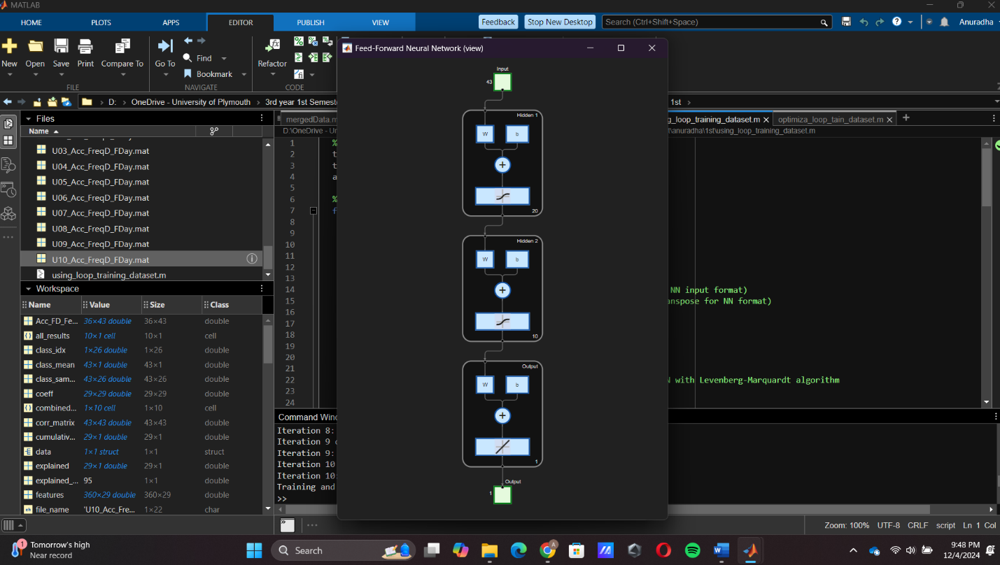 MATLAB
HOME PLOTS APPS EDITOR PUBLISH VIEW Feedback Stop New Desktop Search (Ctrl+Shift+Space) Anuradha
New Open Save Print Compare To Go To Find Bookmark Refactor
FILE NAVIGATE CODE
D: › OneDrive - University of Plymouth › 3rd year 1st Semest 1st ›
Files
Name
U03_Acc_FreqD_FDay.mat
U04_Acc_FreqD_FDay.mat
U05_Acc_FreqD_FDay.mat
U06_Acc_FreqD_FDay.mat
U07_Acc_FreqD_FDay.mat
U08_Acc_FreqD_FDay.mat
U09_Acc_FreqD_FDay.mat
U10_Acc_FreqD_FDay.mat
using_loop_training_dataset.m
Workspace
Name Value Size Class
Acc_FD_Fe... 36×43 double 36×43 double
all_results 10×1 cell 10×1 cell
class_idx 1×26 double 1×26 double
class_mean 43×1 double 43×1 double
class_sam... 43×26 double 43×26 double
coeff 29×29 double 29×29 double
combined... 1×10 cell 1×10 cell
corr_matrix 43×43 double 43×43 double
cumulativ... 29×1 double 29×1 double
data 1×1 struct 1×1 struct
explained 29×1 double 29×1 double
explained_... 95 1×1 double
features 360×29 double 360×29 double
file_name 'U10_Acc_Fre... 1×22 char
mergedData.m
g_loop_training_dataset.m optimiza_loop_tain_dataset.m
D:\OneDrive - Ur
t\anuradha\1st\using_loop_training_dataset.m
1 %
2 t
3 t
4 a
5
6 %
7 f
8
9
10
11
12
13
14 NN input format)
15 anspose for NN format)
16
17
18
19
20
21
22 N with Levenberg-Marquardt algorithm
23
24
Feed-Forward Neural Network (view)
Input
43
Hidden 1
W b
+
20
Hidden 2
W b
+
10
Output
W b
+
1
Output
1
Command Winc
Iteration 8:
Iteration 9 c
Iteration 9:
Iteration 10
Iteration 10:
Training and
>>
Zoom: 100% UTF-8 CRLF script Ln 1 Col
Tomorrow's high
Near record
1
Search
9:48 PM
12/4/2024